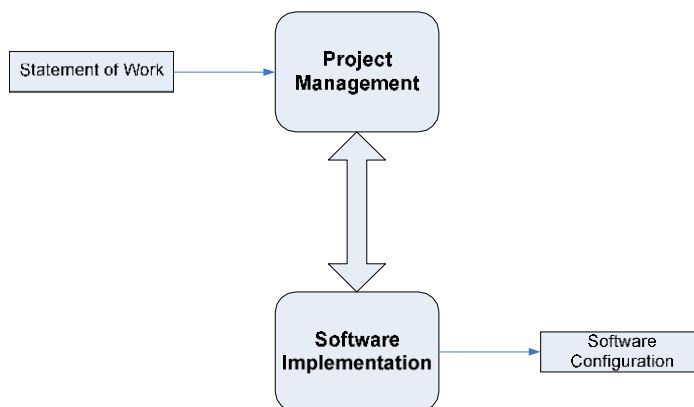 Project
Management
Statement of Work
Software
Implementation
Software
Configuration